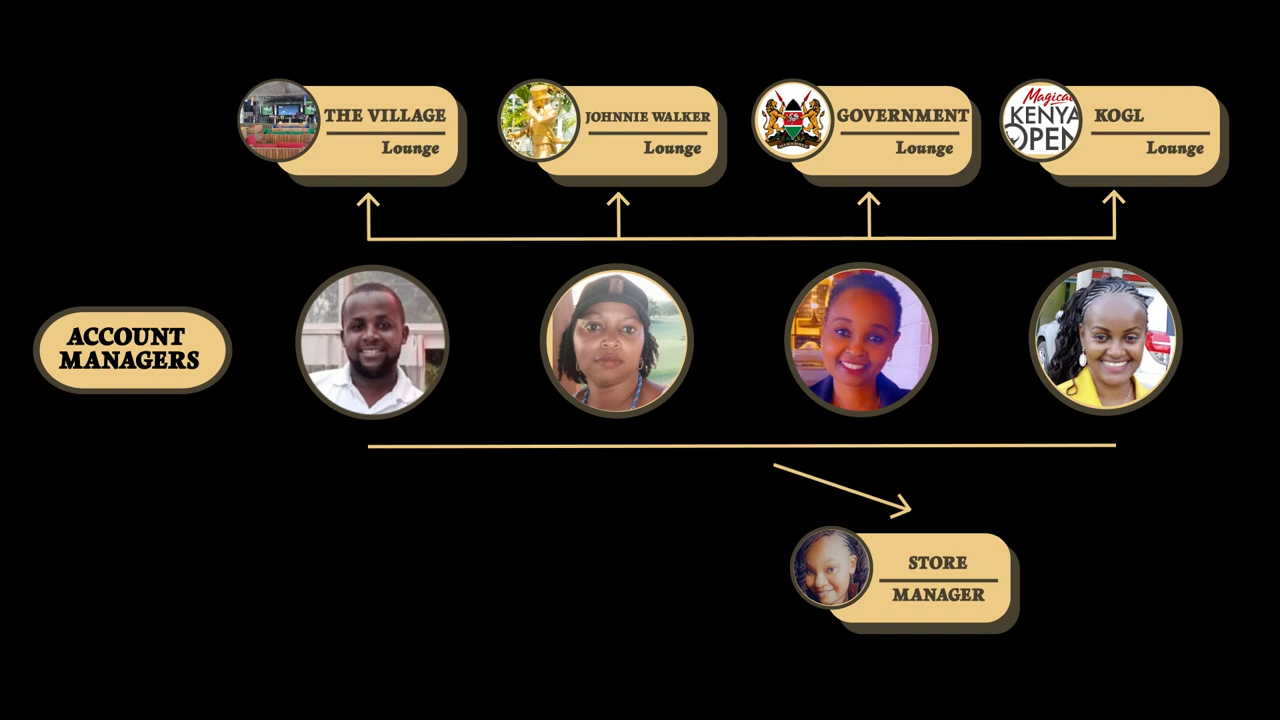 THE VILLAGE
Lounge
JOHNNIE WALKER
Lounge
GOVERNMENT
Lounge
Magical
KENYA
OPEN
KOGL
Lounge
ACCOUNT
MANAGERS
STORE
MANAGER